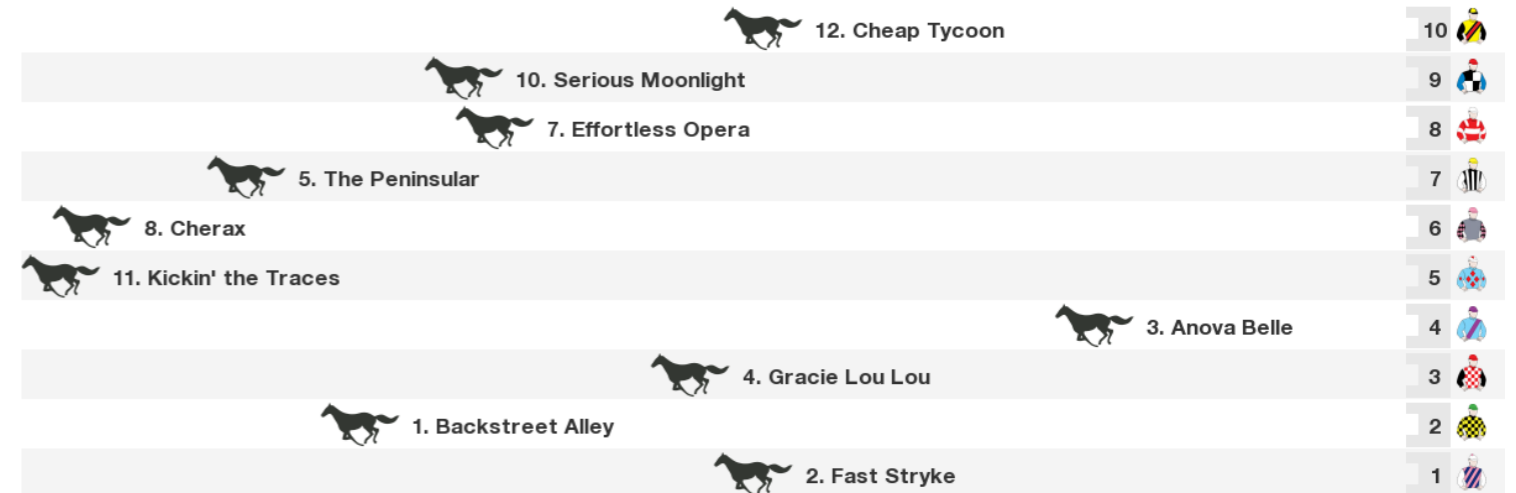 12. Cheap Tycoon 10
10. Serious Moonlight 9
7. Effortless Opera 8
5. The Peninsular 7
8. Cherax 6
11. Kickin' the Traces 5
3. Anova Belle 4
4. Gracie Lou Lou 3
1. Backstreet Alley 2
2. Fast Stryke 1